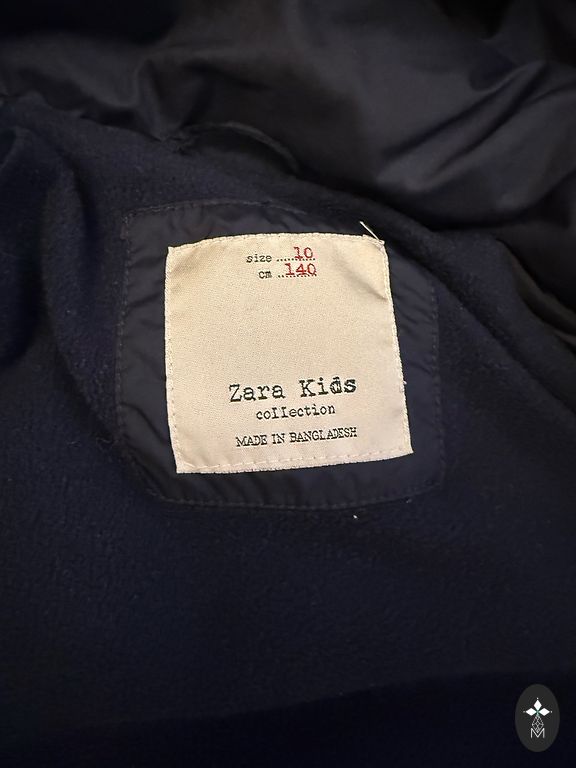 size ..... 10
cm ... 140
Zara Kids
collection
MADE IN BANGLADESH
M